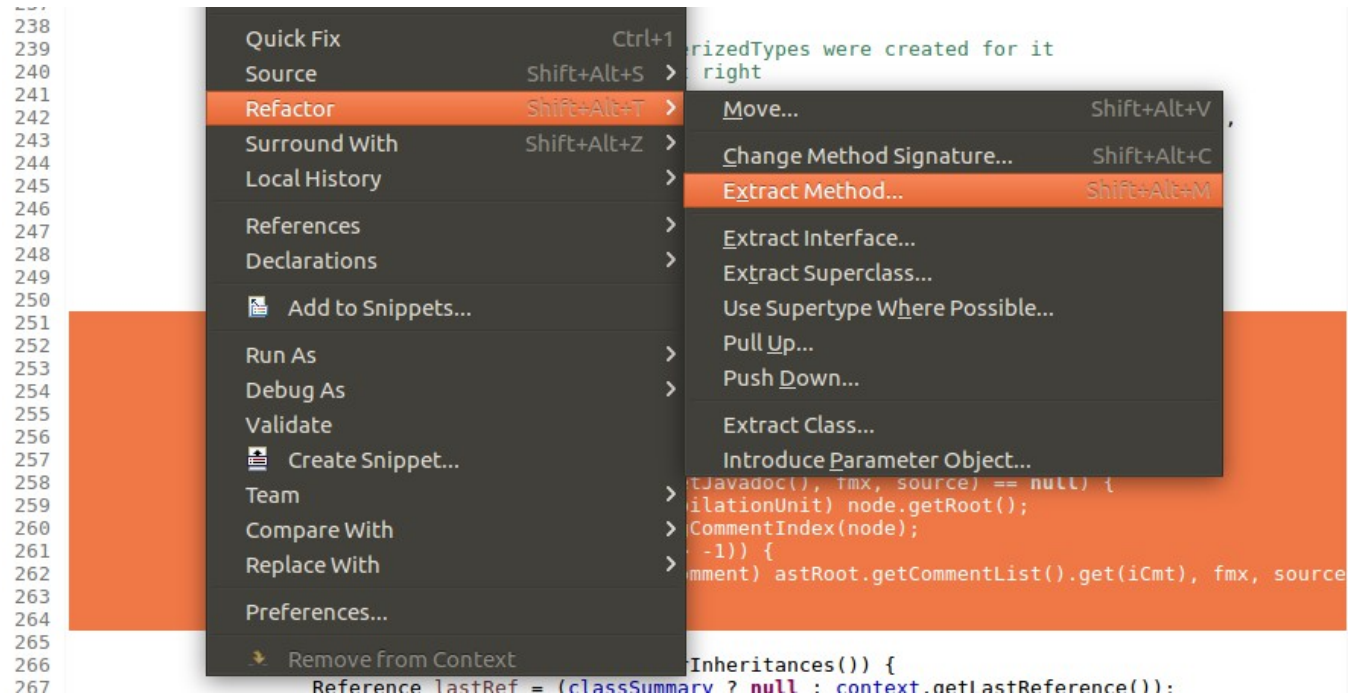 238
239
240
241
242
243
244
245
246
247
248
249
250
251
252
253
254
255
256
257
258
259
260
261
262
263
264
265
266
267
Quick Fix Ctrl+1
Source Shift+Alt+S
Refactor Shift+Alt+T
Surround With Shift+Alt+Z
Local History
References
Declarations
Add to Snippets...
Run As
Debug As
Validate
Create Snippet...
Team
Compare With
Replace With
Preferences...
Remove from Context
Move... Shift+Alt+V
Change Method Signature... Shift+Alt+C
Extract Method... Shift+Alt+M
Extract Interface...
Extract Superclass...
Use Supertype Where Possible...
Pull Up...
Push Down...
Extract Class...
Introduce Parameter Object...
erizedTypes were created for it
right
,
etJavadoc(), fmx, source) == null) {
ilationUnit) node.getRoot();
gCommentIndex(node);
-1)) {
omment) astRoot.getCommentList().get(iCmt), fmx, source
rInheritances()) {
Reference lastRef = (classSummary ? null : context.getLastReference());